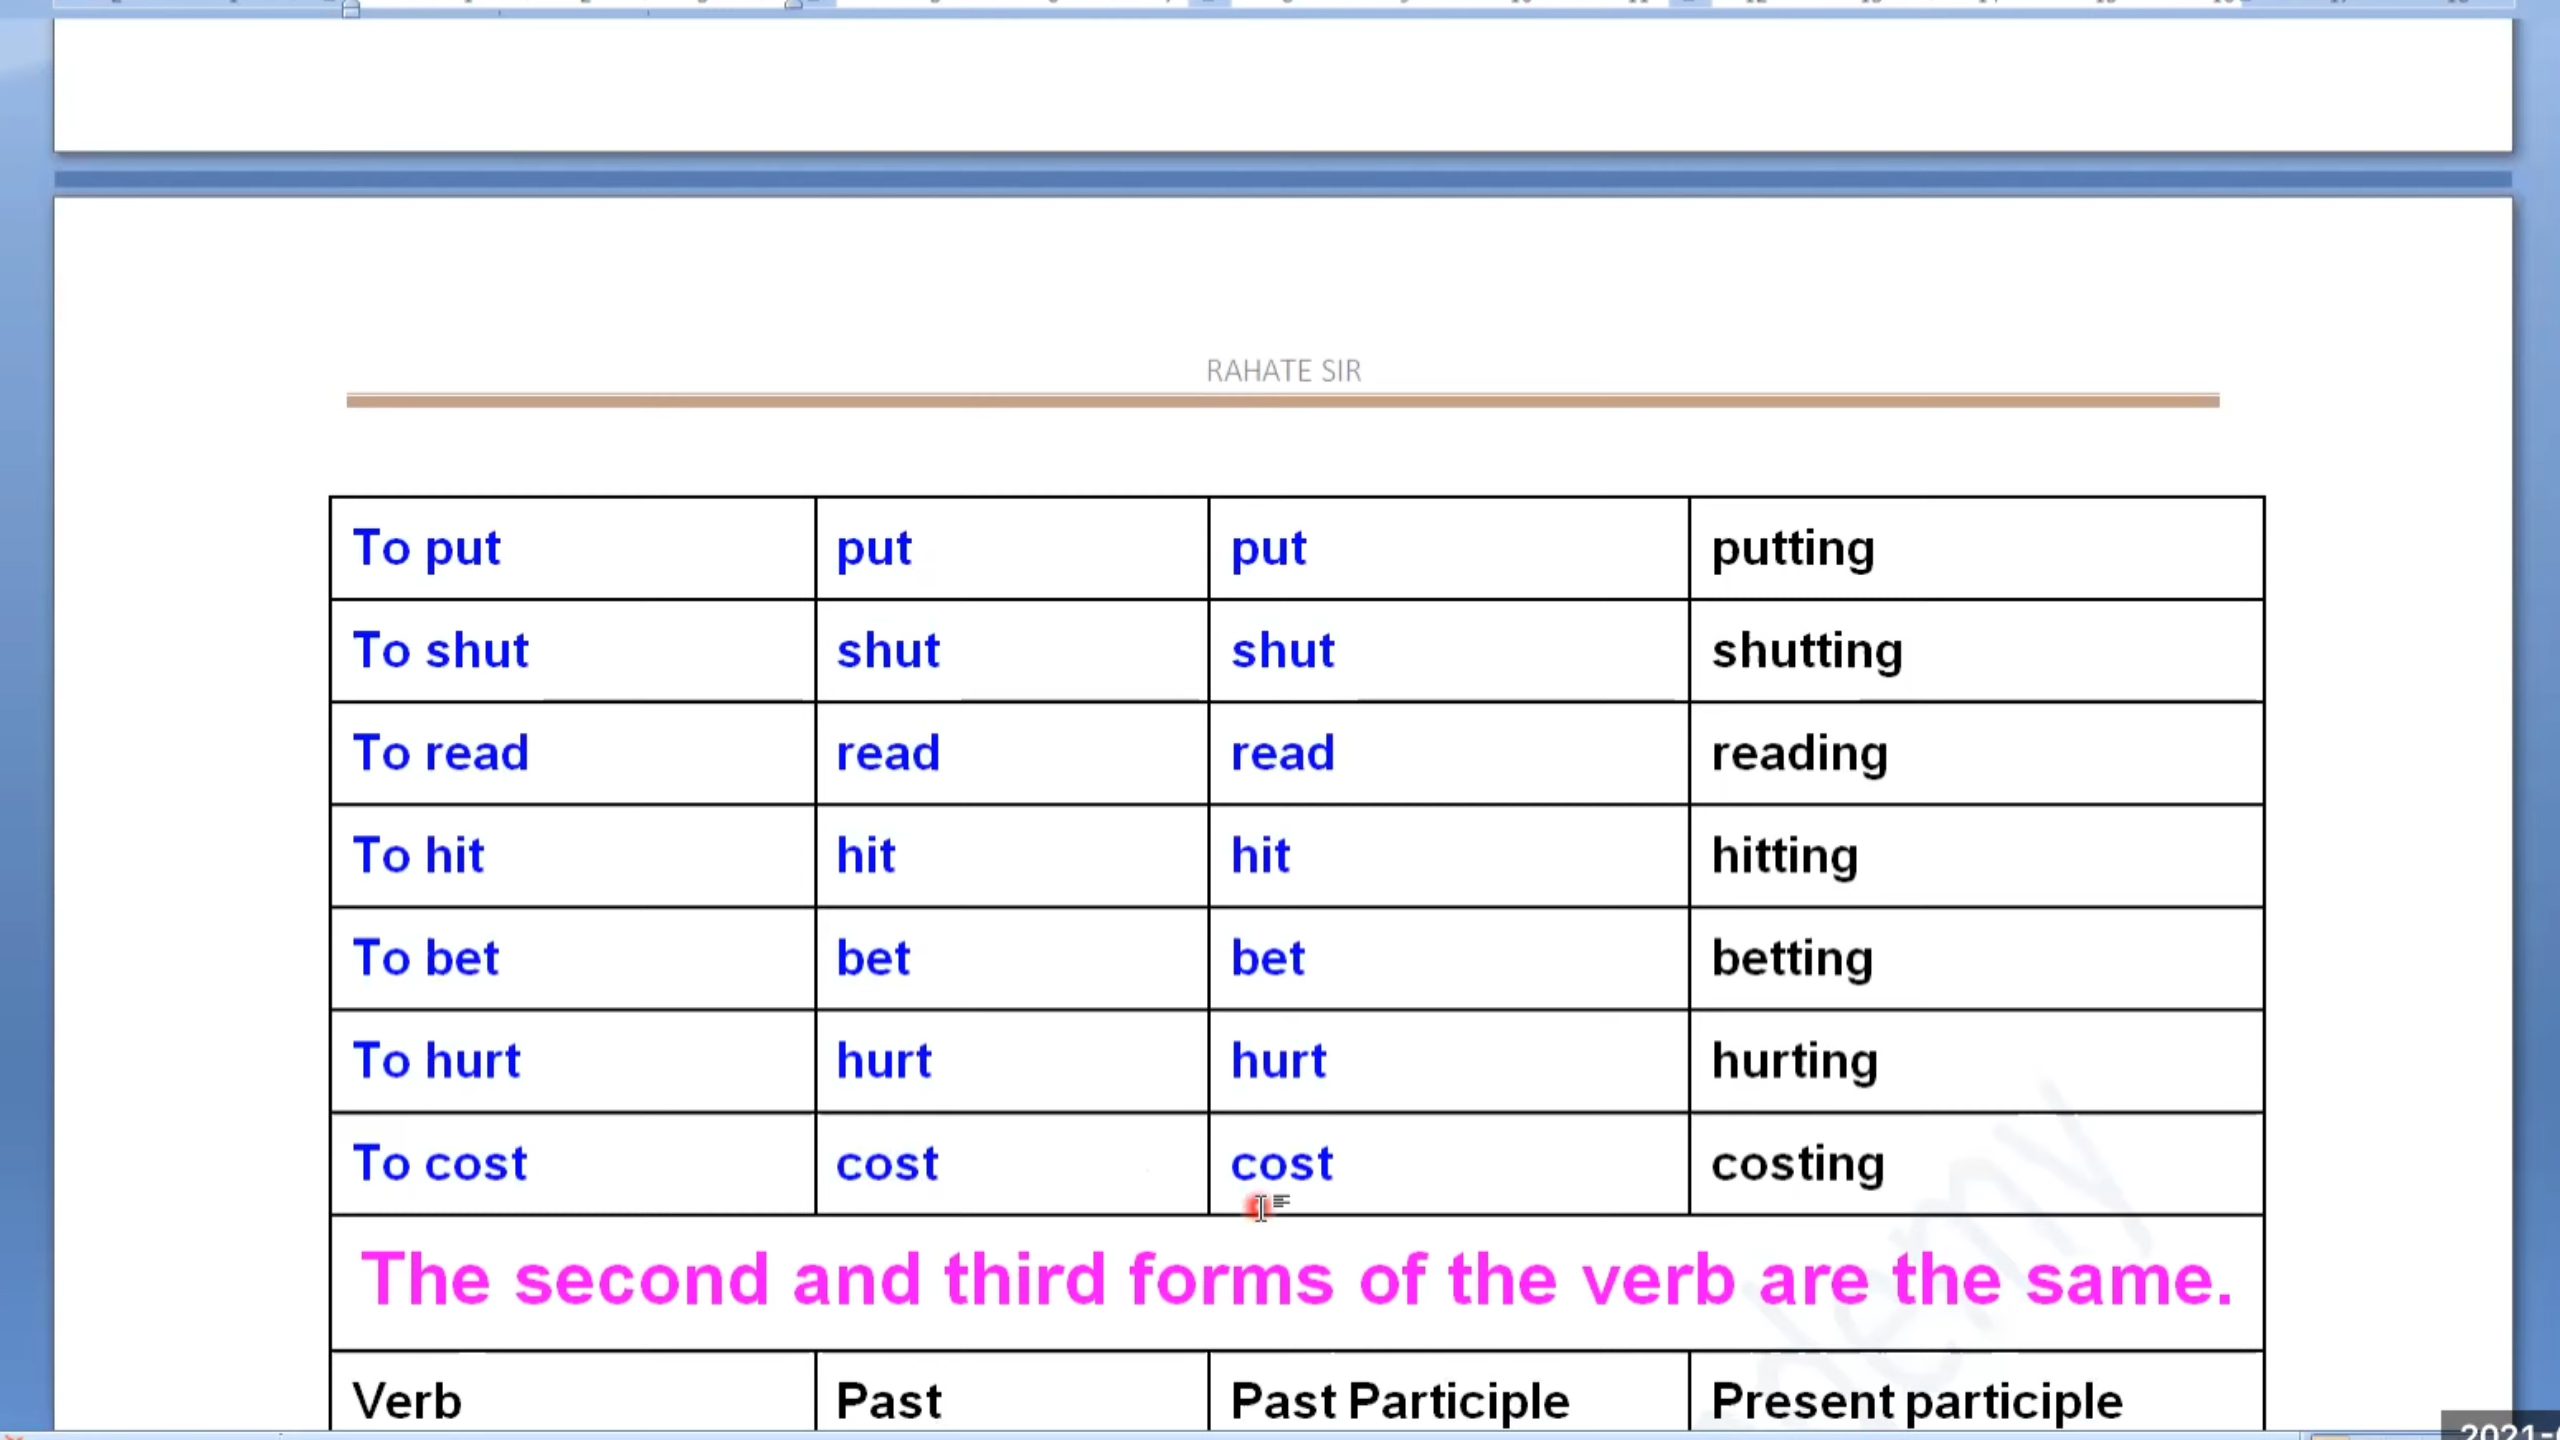 RAHATE SIR
To put put put putting
To shut shut shut shutting
To read read read reading
To hit hit hit hitting
To bet bet bet betting
To hurt hurt hurt hurting
To cost cost cost costing
The second and third forms of the verb are the same.
Verb Past Past Participle Present participle